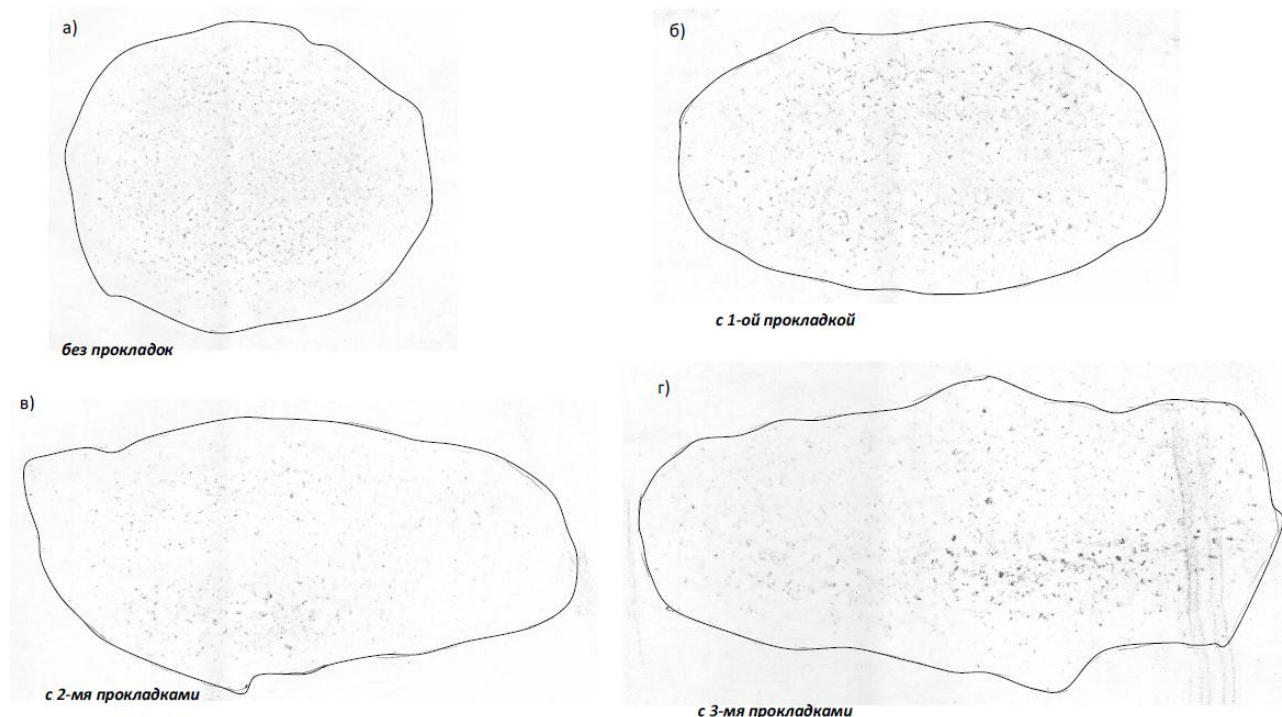 а)
без прокладок
б)
с 1-ой прокладкой
в)
с 2-мя прокладками
г)
с 3-мя прокладками